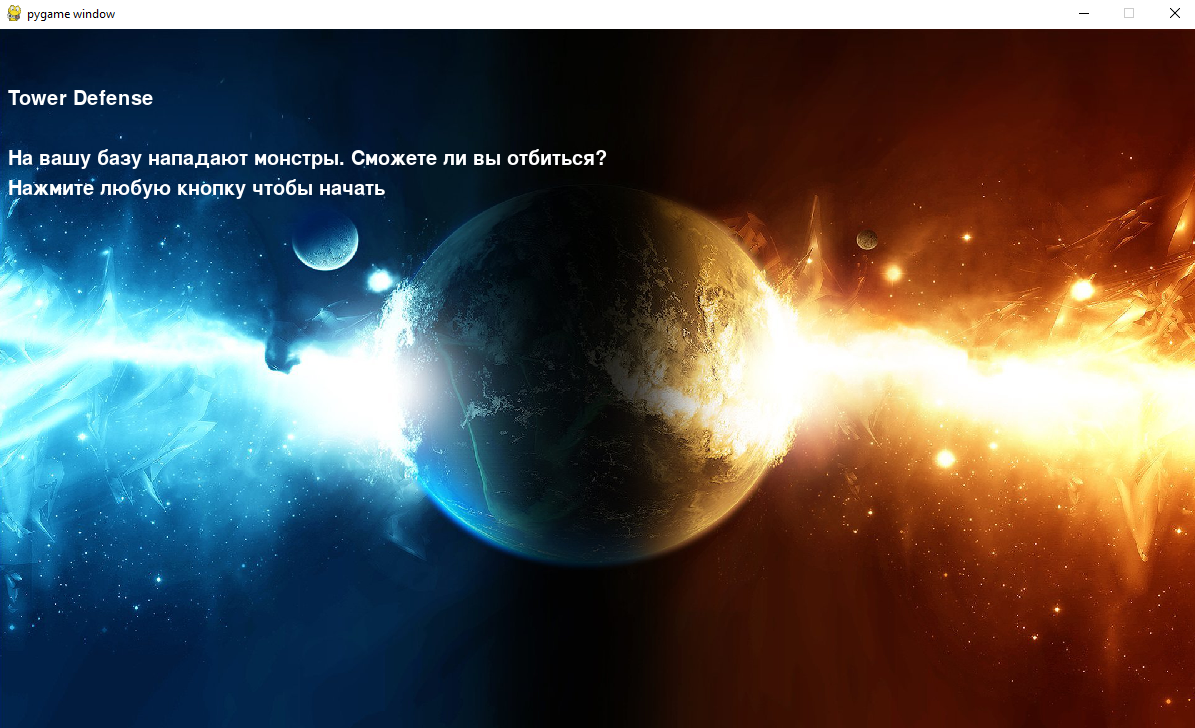 pygame window
Tower Defense
На вашу базу нападают монстры. Сможете ли вы отбиться?
Нажмите любую кнопку чтобы начать